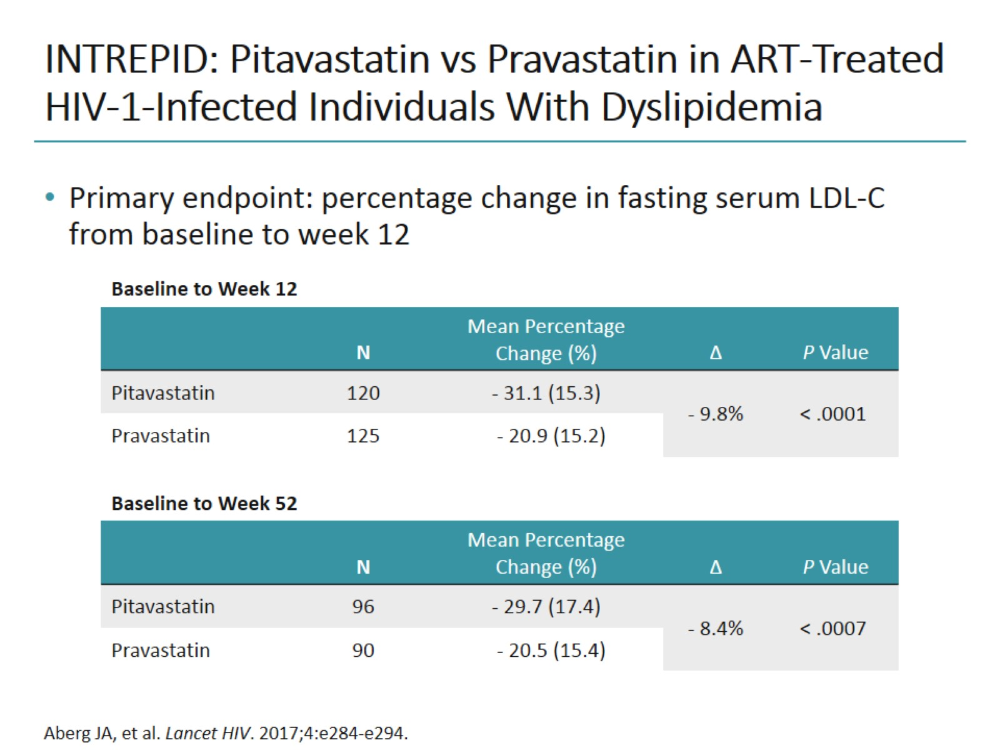 INTREPID: Pitavastatin vs Pravastatin in ART-Treated
HIV-1-Infected Individuals With Dyslipidemia
• Primary endpoint: percentage change in fasting serum LDL-C
from baseline to week 12
Baseline to Week 12
Mean Percentage
N Change (%) Δ P Value
Pitavastatin 120 - 31.1 (15.3)
- 9.8% < .0001
Pravastatin 125 - 20.9 (15.2)
Baseline to Week 52
Mean Percentage
N Change (%) Δ P Value
Pitavastatin 96 - 29.7 (17.4)
- 8.4% < .0007
Pravastatin 90 - 20.5 (15.4)
Aberg JA, et al. Lancet HIV. 2017;4:e284-e294.